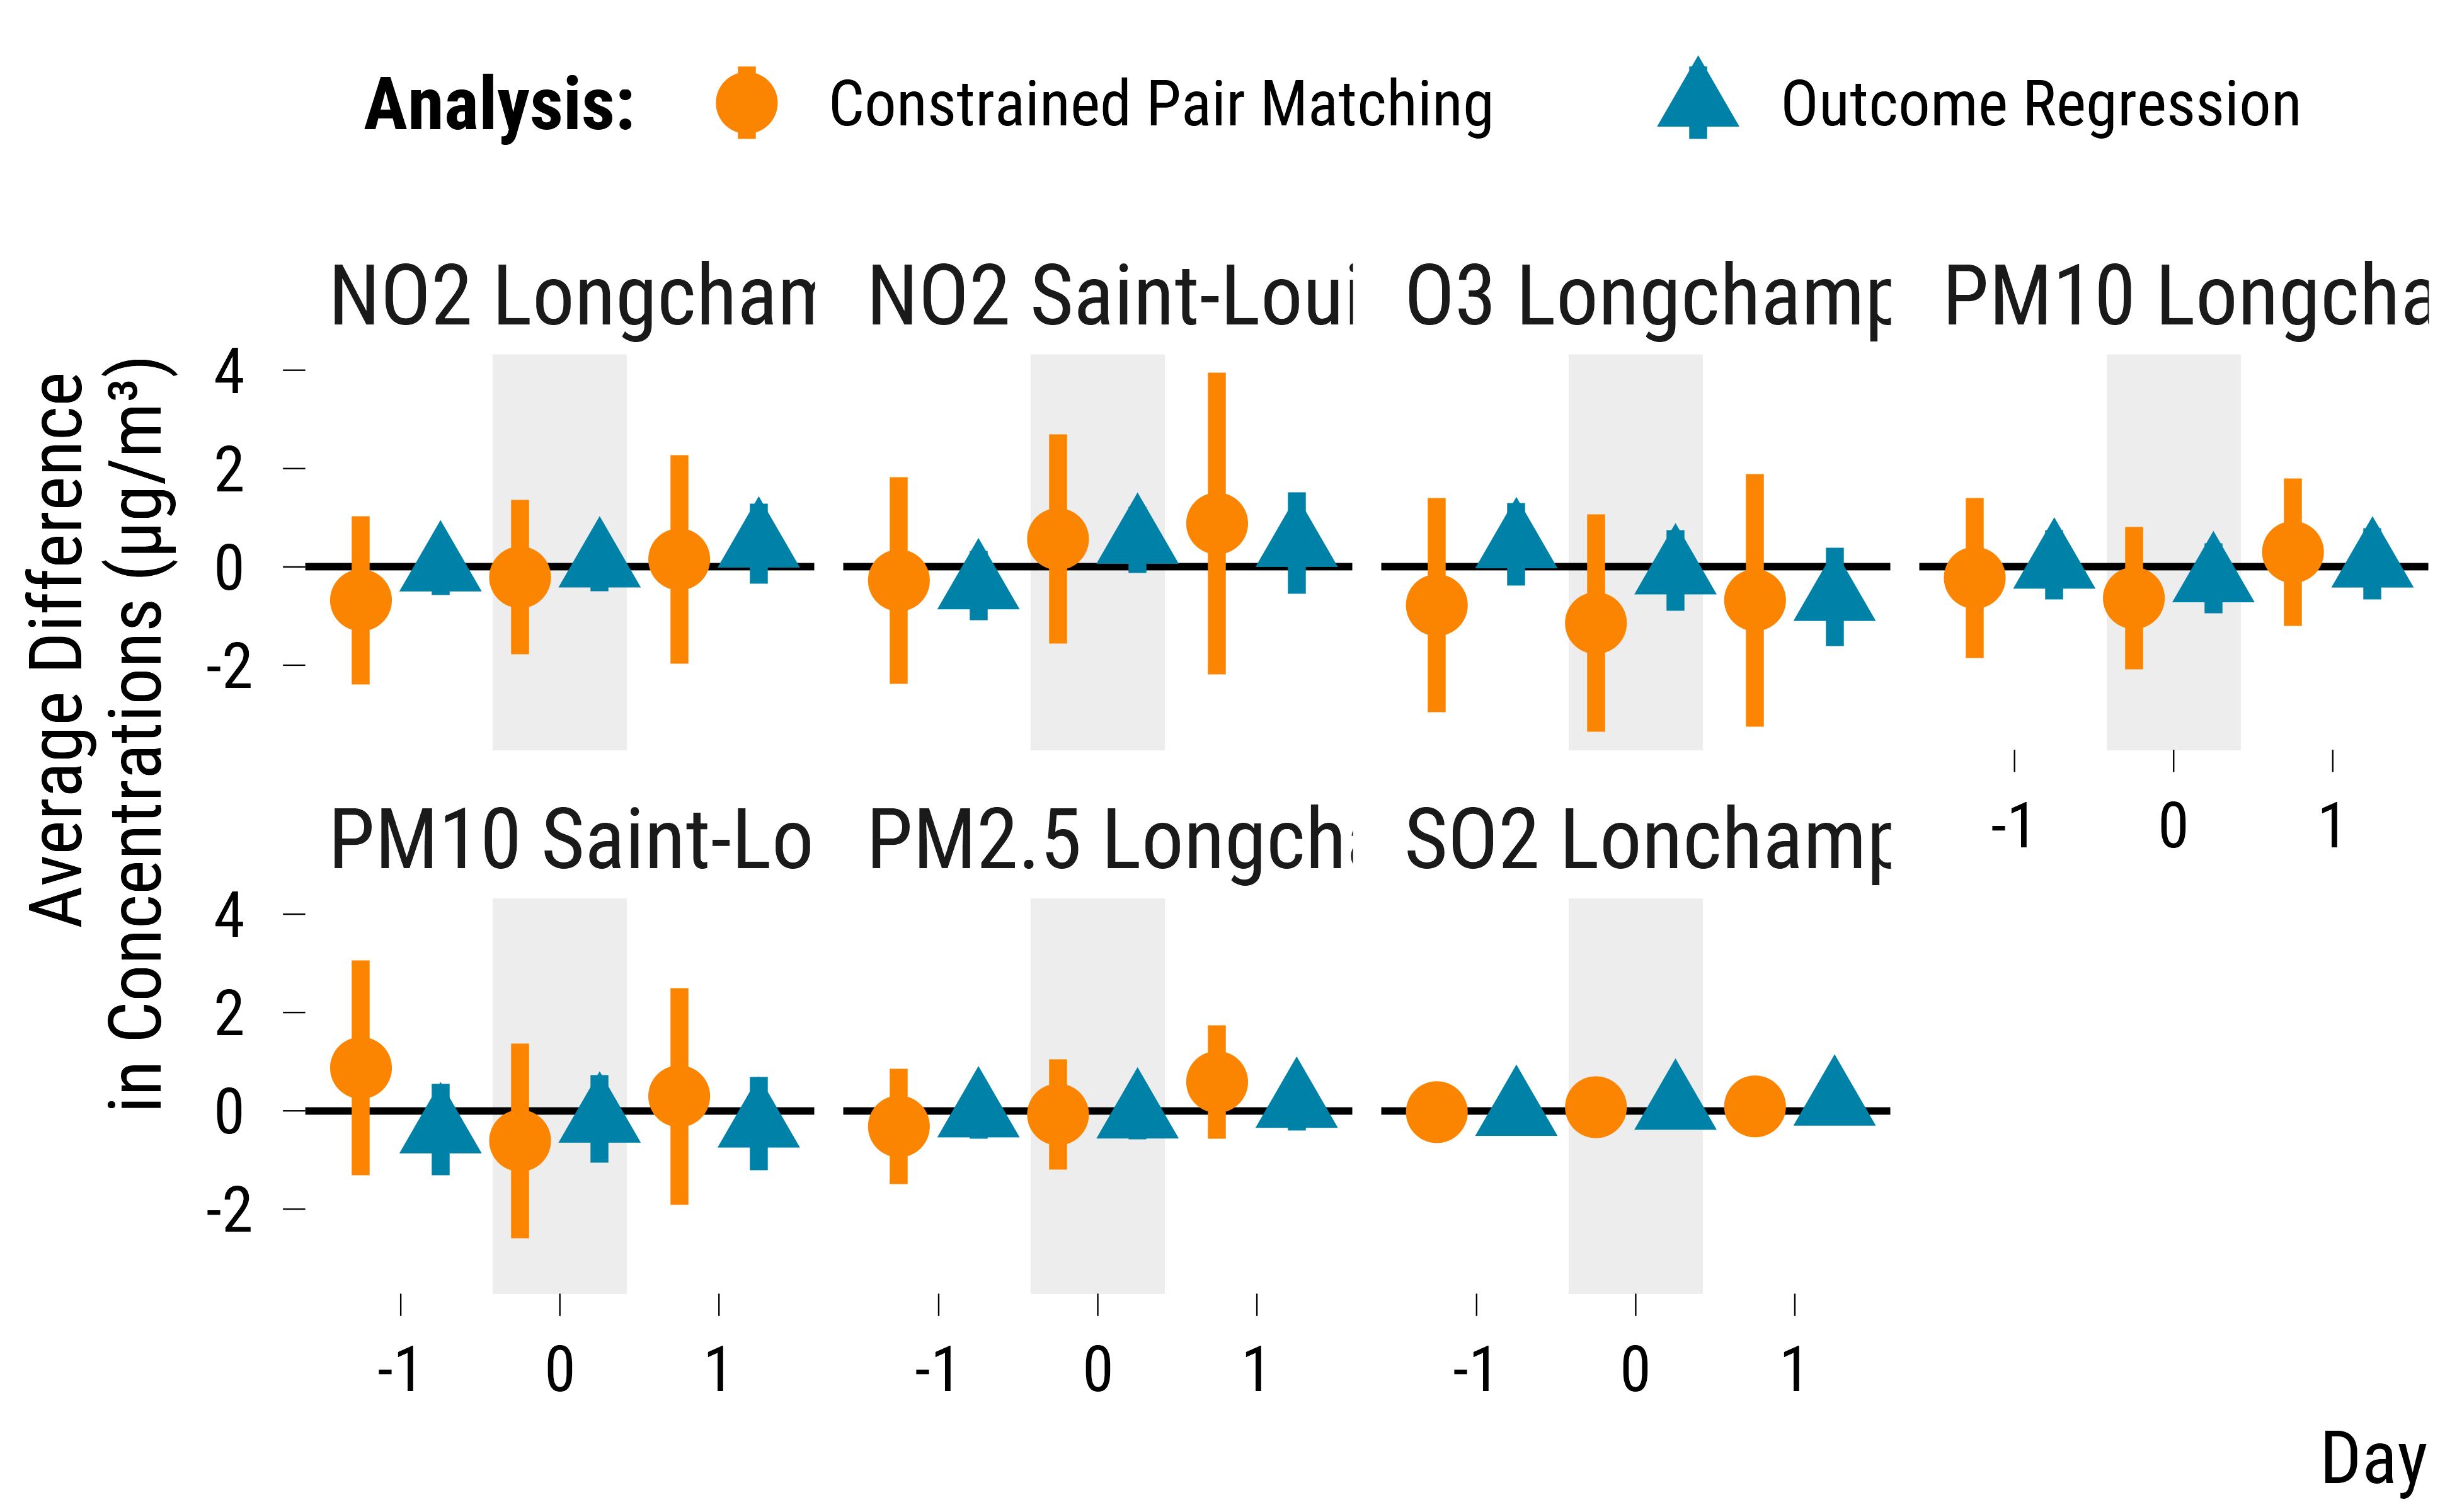 Analysis: Constrained Pair Matching Outcome Regression
NO2 Longcham NO2 Saint-Loui O3 Longchamp PM10 Longcha
Average Difference
in Concentrations (µg/m³)
4
2
0
-2
-1 0 1
PM10 Saint-Lo PM2.5 Longcha SO2 Lonchamp
4
2
0
-2
-1 0 1 -1 0 1 -1 0 1
Day